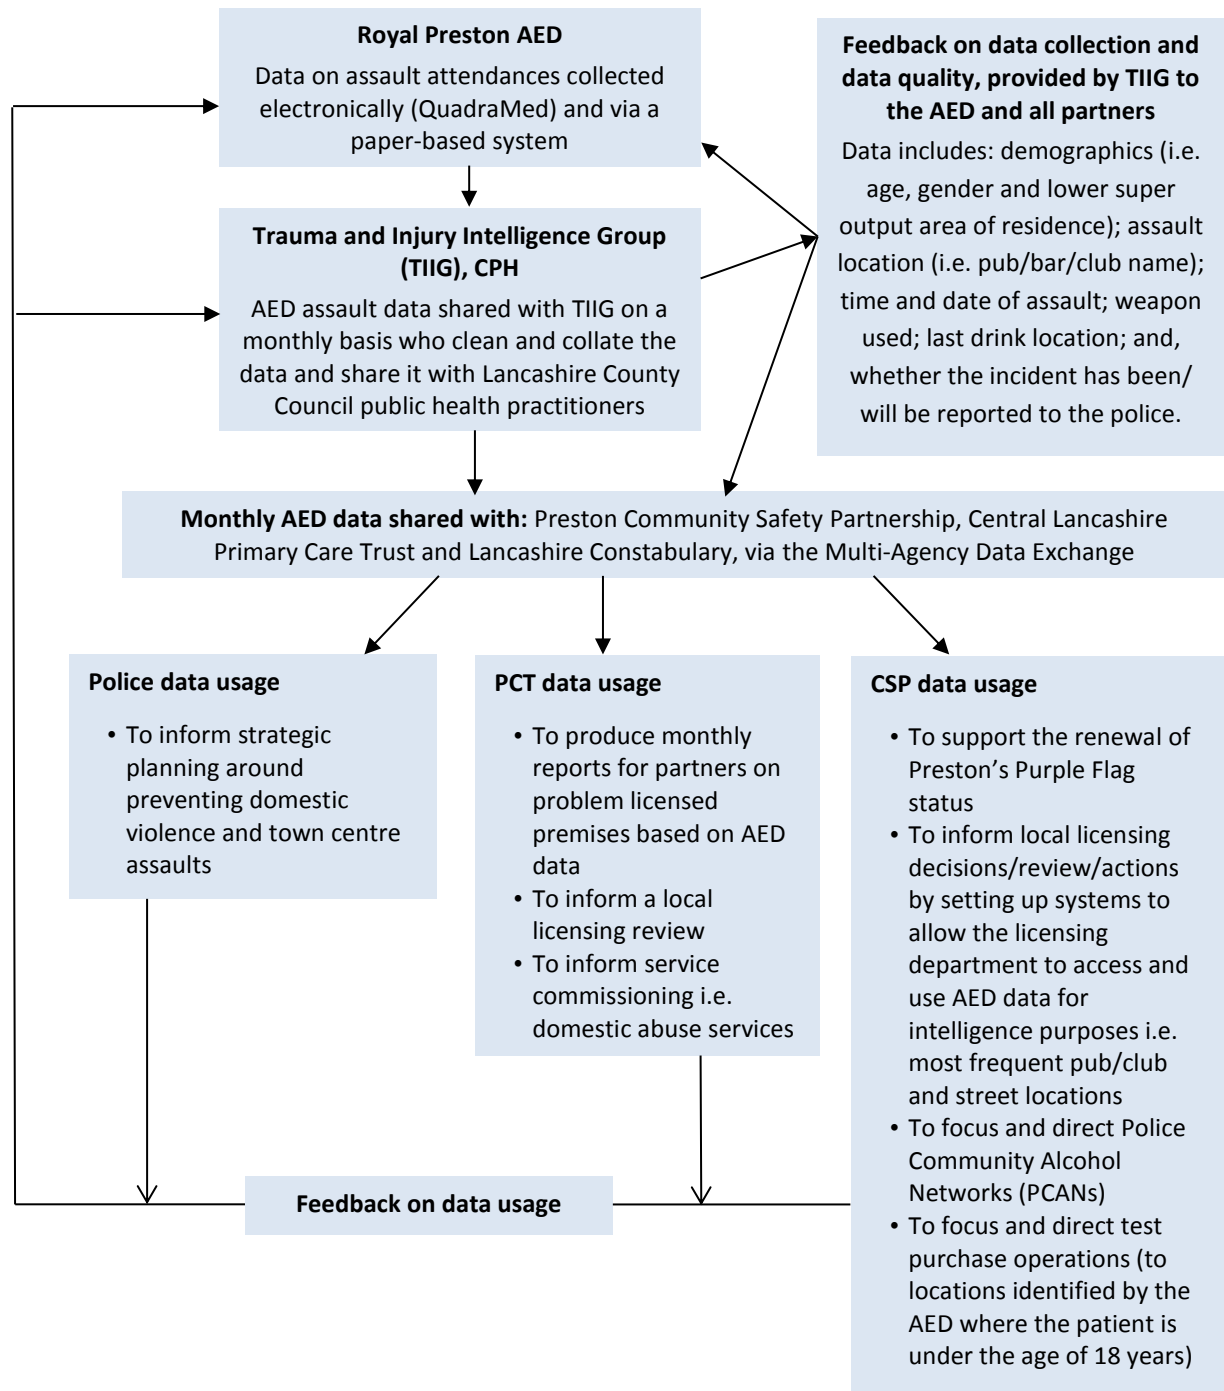 Royal Preston AED
Data on assault attendances collected
electronically (QuadraMed) and via a
paper-based system
Feedback on data collection and
data quality, provided by TIIG to
the AED and all partners
Data includes: demographics (i.e.
age, gender and lower super
output area of residence); assault
location (i.e. pub/bar/club name);
time and date of assault; weapon
used; last drink location; and,
whether the incident has been/
will be reported to the police.
Trauma and Injury Intelligence Group
(TIIG), CPH
AED assault data shared with TIIG on a
monthly basis who clean and collate the
data and share it with Lancashire County
Council public health practitioners
Monthly AED data shared with: Preston Community Safety Partnership, Central Lancashire
Primary Care Trust and Lancashire Constabulary, via the Multi-Agency Data Exchange
Police data usage
• To inform strategic
planning around
preventing domestic
violence and town centre
assaults
PCT data usage
• To produce monthly
reports for partners on
problem licensed
premises based on AED
data
• To inform a local
licensing review
• To inform service
commissioning i.e.
domestic abuse services
CSP data usage
• To support the renewal of
Preston’s Purple Flag
status
• To inform local licensing
decisions/review/actions
by setting up systems to
allow the licensing
department to access and
use AED data for
intelligence purposes i.e.
most frequent pub/club
and street locations
• To focus and direct Police
Community Alcohol
Networks (PCANs)
• To focus and direct test
purchase operations (to
locations identified by the
AED where the patient is
under the age of 18 years)
Feedback on data usage